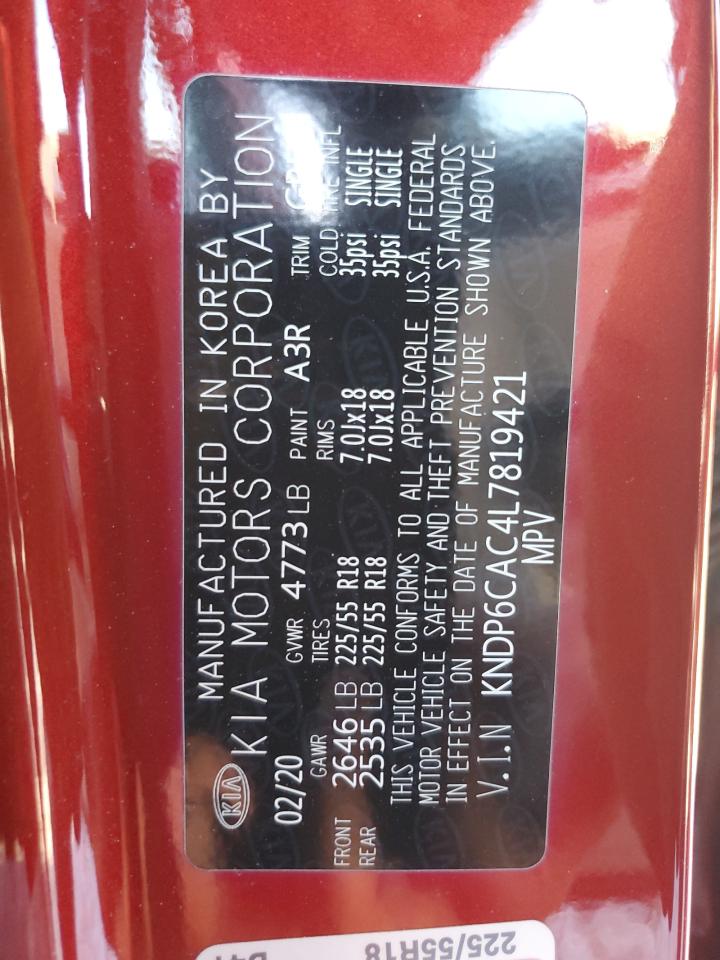 MANUFACTURED IN KOREA BY
KIA KIA MOTORS CORPORATION
02/20 GVWR 4773 LB PAINT A3R TRIM
GAWR TIRES RIMS COLD TIRE INFL
FRONT 2646 LB 225/55 R18 7.0Jx18 35psi SINGLE
REAR 2535 LB 225/55 R18 7.0Jx18 35psi SINGLE
THIS VEHICLE CONFORMS TO ALL APPLICABLE U.S.A. FEDERAL
MOTOR VEHICLE SAFETY AND THEFT PREVENTION STANDARDS
IN EFFECT ON THE DATE OF MANUFACTURE SHOWN ABOVE.
V.I.N KNDP6CAC4L7819421
MPV
225/55R18